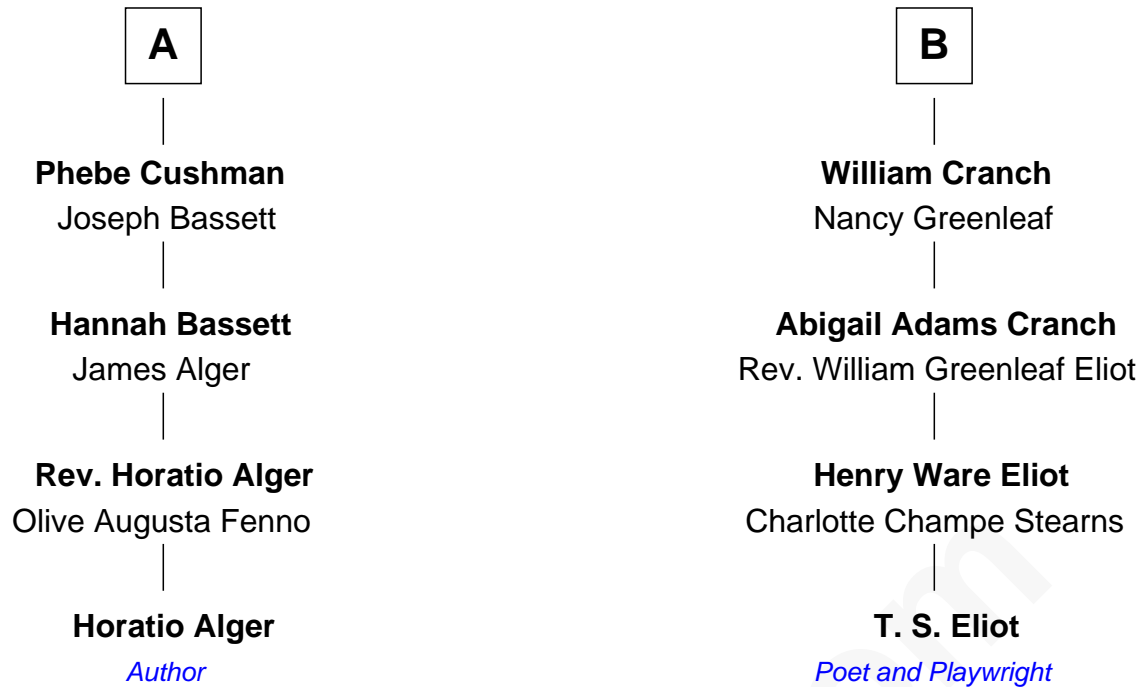 A
Phebe Cushman
Joseph Bassett
Hannah Bassett
James Alger
Rev. Horatio Alger
Olive Augusta Fenno
Horatio Alger
Author
B
William Cranch
Nancy Greenleaf
Abigail Adams Cranch
Rev. William Greenleaf Eliot
Henry Ware Eliot
Charlotte Champe Stearns
T. S. Eliot
Poet and Playwright